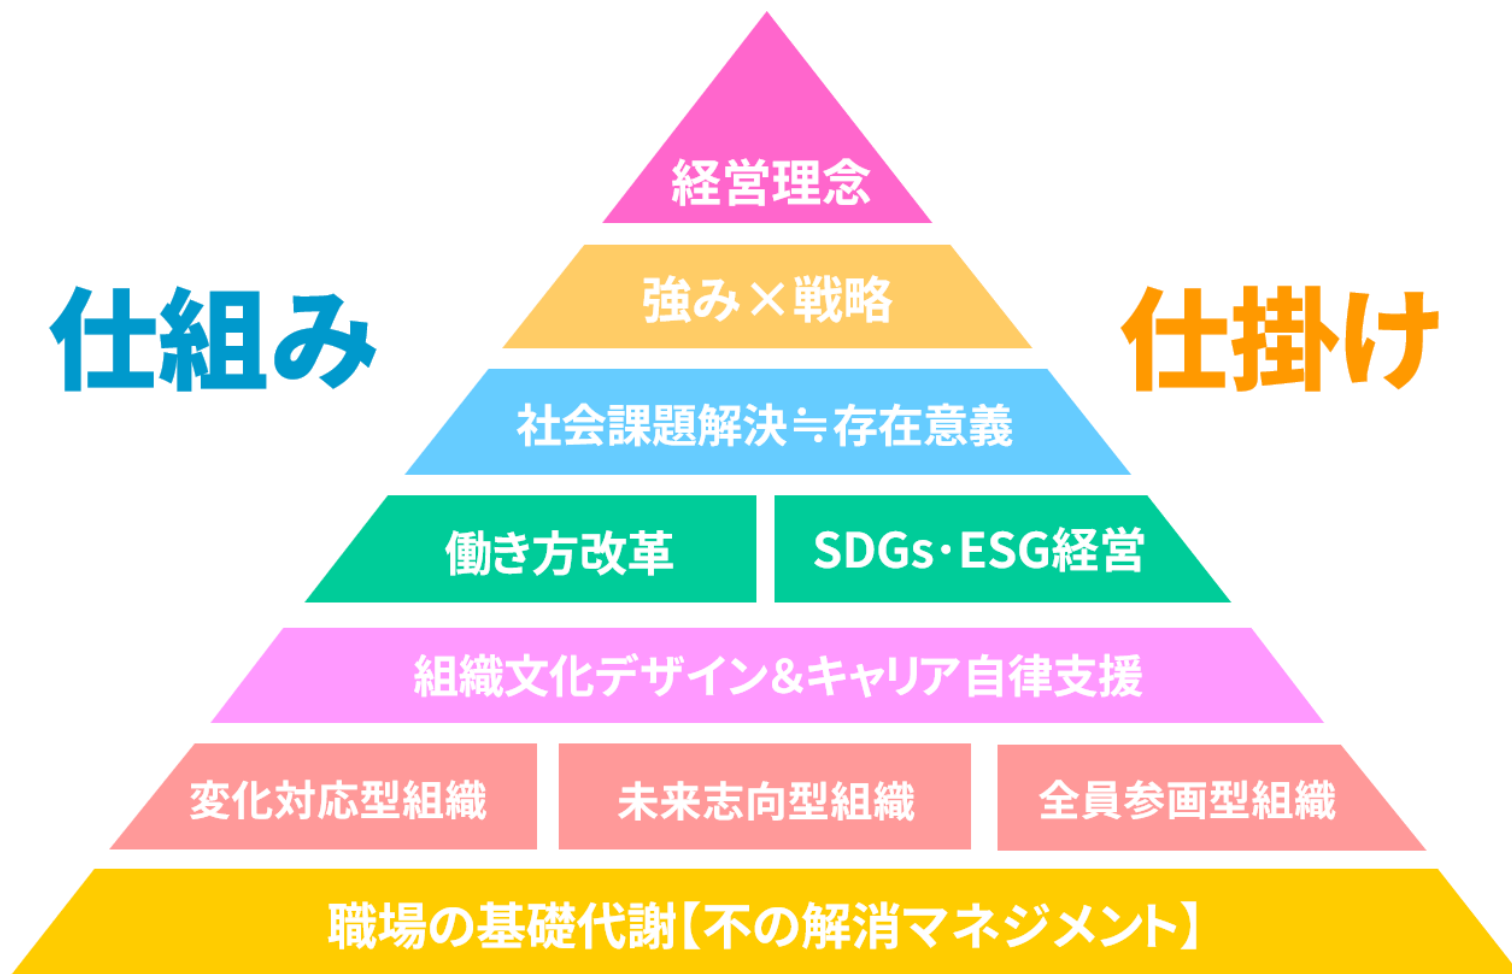 経営理念
強み×戦略
仕組み
仕掛け
社会課題解決≒存在意義
働き方改革
SDGs･ESG経営
組織文化デザイン&キャリア自律支援
変化対応型組織
未来志向型組織
全員参画型組織
職場の基礎代謝【不の解消マネジメント】